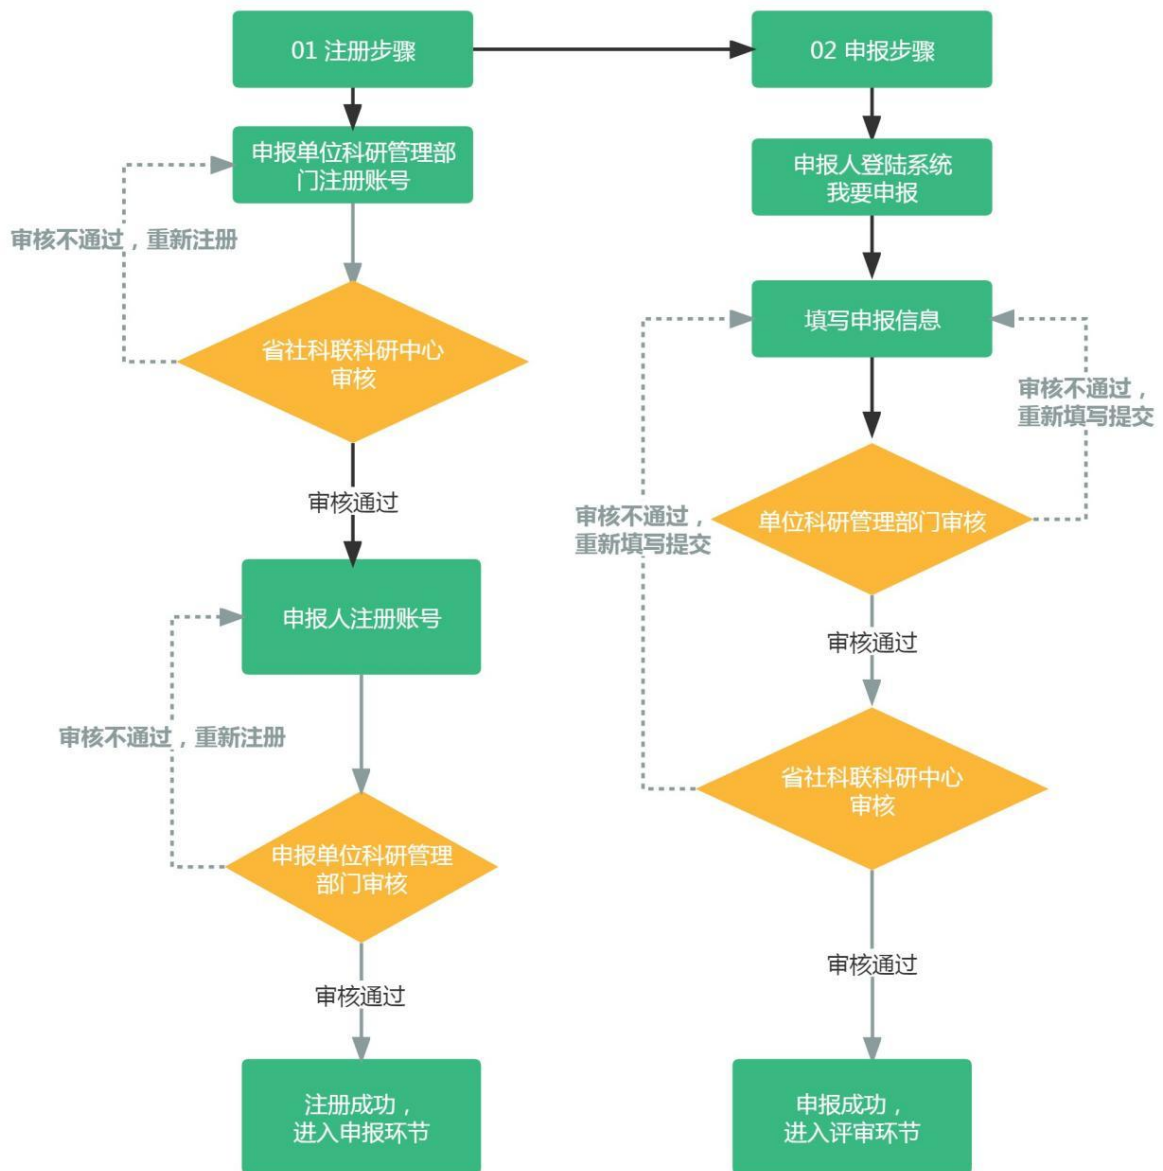 01 注册步骤
申报单位科研管理部
门注册账号
审核不通过，重新注册
省社科联科研中心
审核
审核通过
申报人注册账号
审核不通过，重新注册
申报单位科研管理
部门审核
审核通过
注册成功，
进入申报环节
02 申报步骤
申报人登陆系统
我要申报
填写申报信息
审核不通过，
重新填写提交
单位科研管理部门审核
审核不通过，
重新填写提交
审核通过
省社科联科研中心
审核
审核通过
申报成功，
进入评审环节